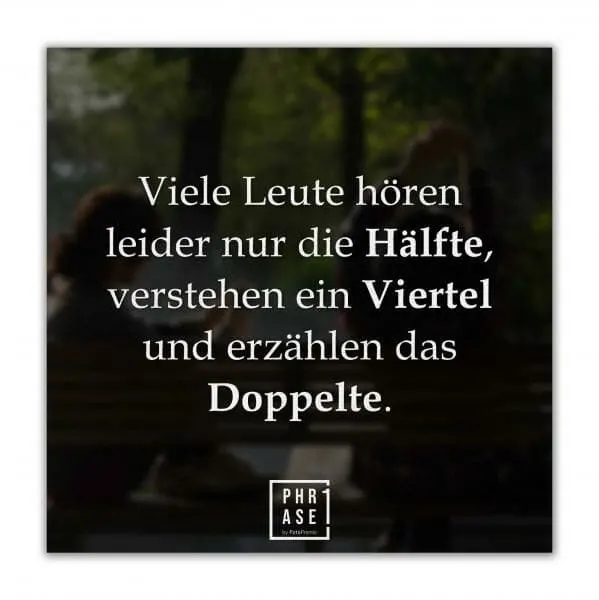 Viele Leute hören
leider nur die Hälfte,
verstehen ein Viertel
und erzählen das
Doppelte.
PHR
ASE